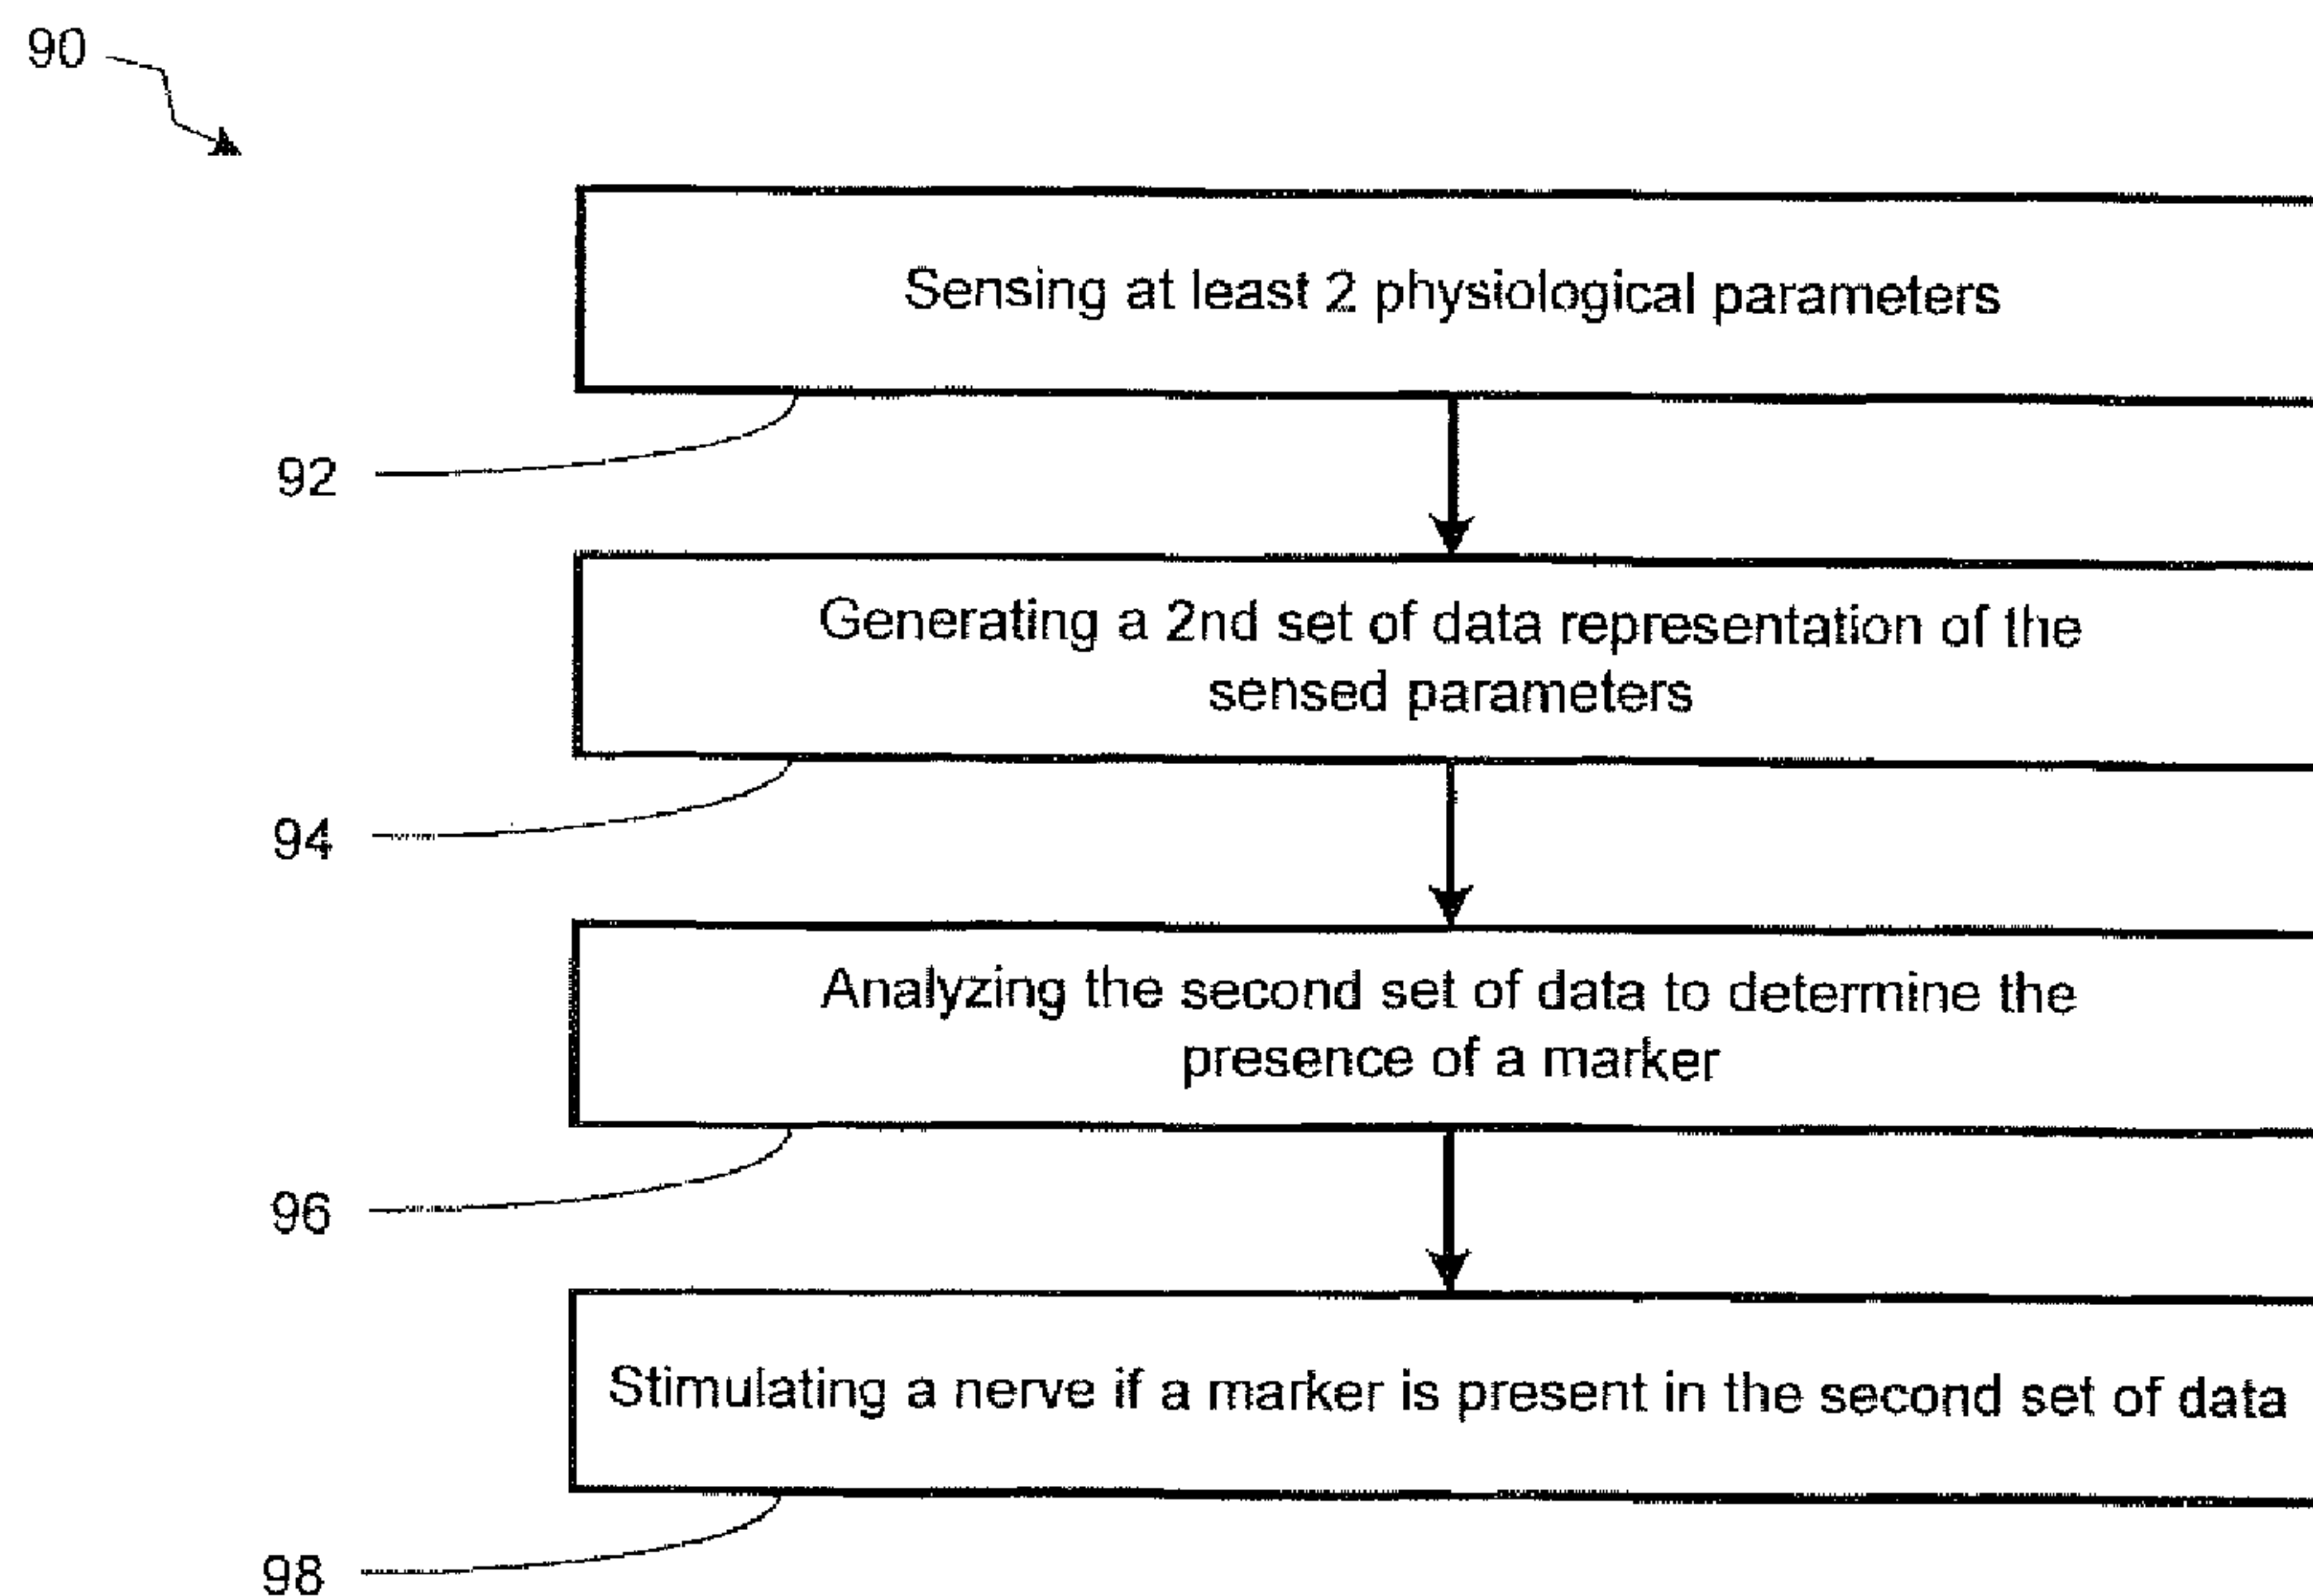 90
Sensing at least 2 physiological parameters
92
Generating a 2nd set of data representation of the
sensed parameters
94
Analyzing the second set of data to determine the
presence of a marker
96
Stimulating a nerve if a marker is present in the second set of data
98